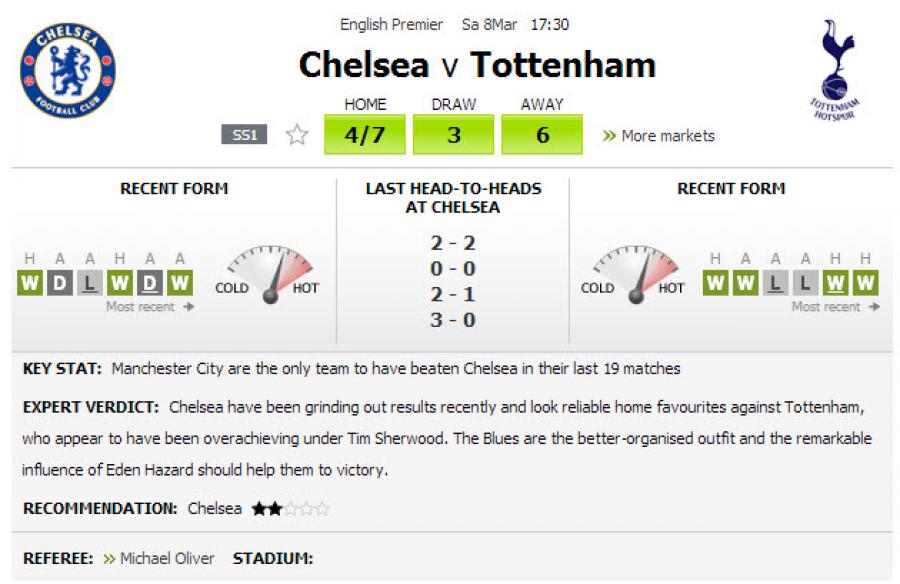 English Premier Sa 8Mar 17:30
CHELSEA
FOOTBALL CLUB
Chelsea v Tottenham
TOTTENHAM
HOTSPUR
HOME DRAW AWAY
SS1 4/7 3 6 » More markets
RECENT FORM
H A A H A A
W D L W D W
COLD HOT
Most recent →
LAST HEAD-TO-HEADS
AT CHELSEA
2 - 2
0 - 0
2 - 1
3 - 0
RECENT FORM
COLD HOT
H A A A H H
W W L L W W
Most recent →
KEY STAT: Manchester City are the only team to have beaten Chelsea in their last 19 matches
EXPERT VERDICT: Chelsea have been grinding out results recently and look reliable home favourites against Tottenham,
who appear to have been overachieving under Tim Sherwood. The Blues are the better-organised outfit and the remarkable
influence of Eden Hazard should help them to victory.
RECOMMENDATION: Chelsea ★★☆☆☆
REFEREE: » Michael Oliver STADIUM: